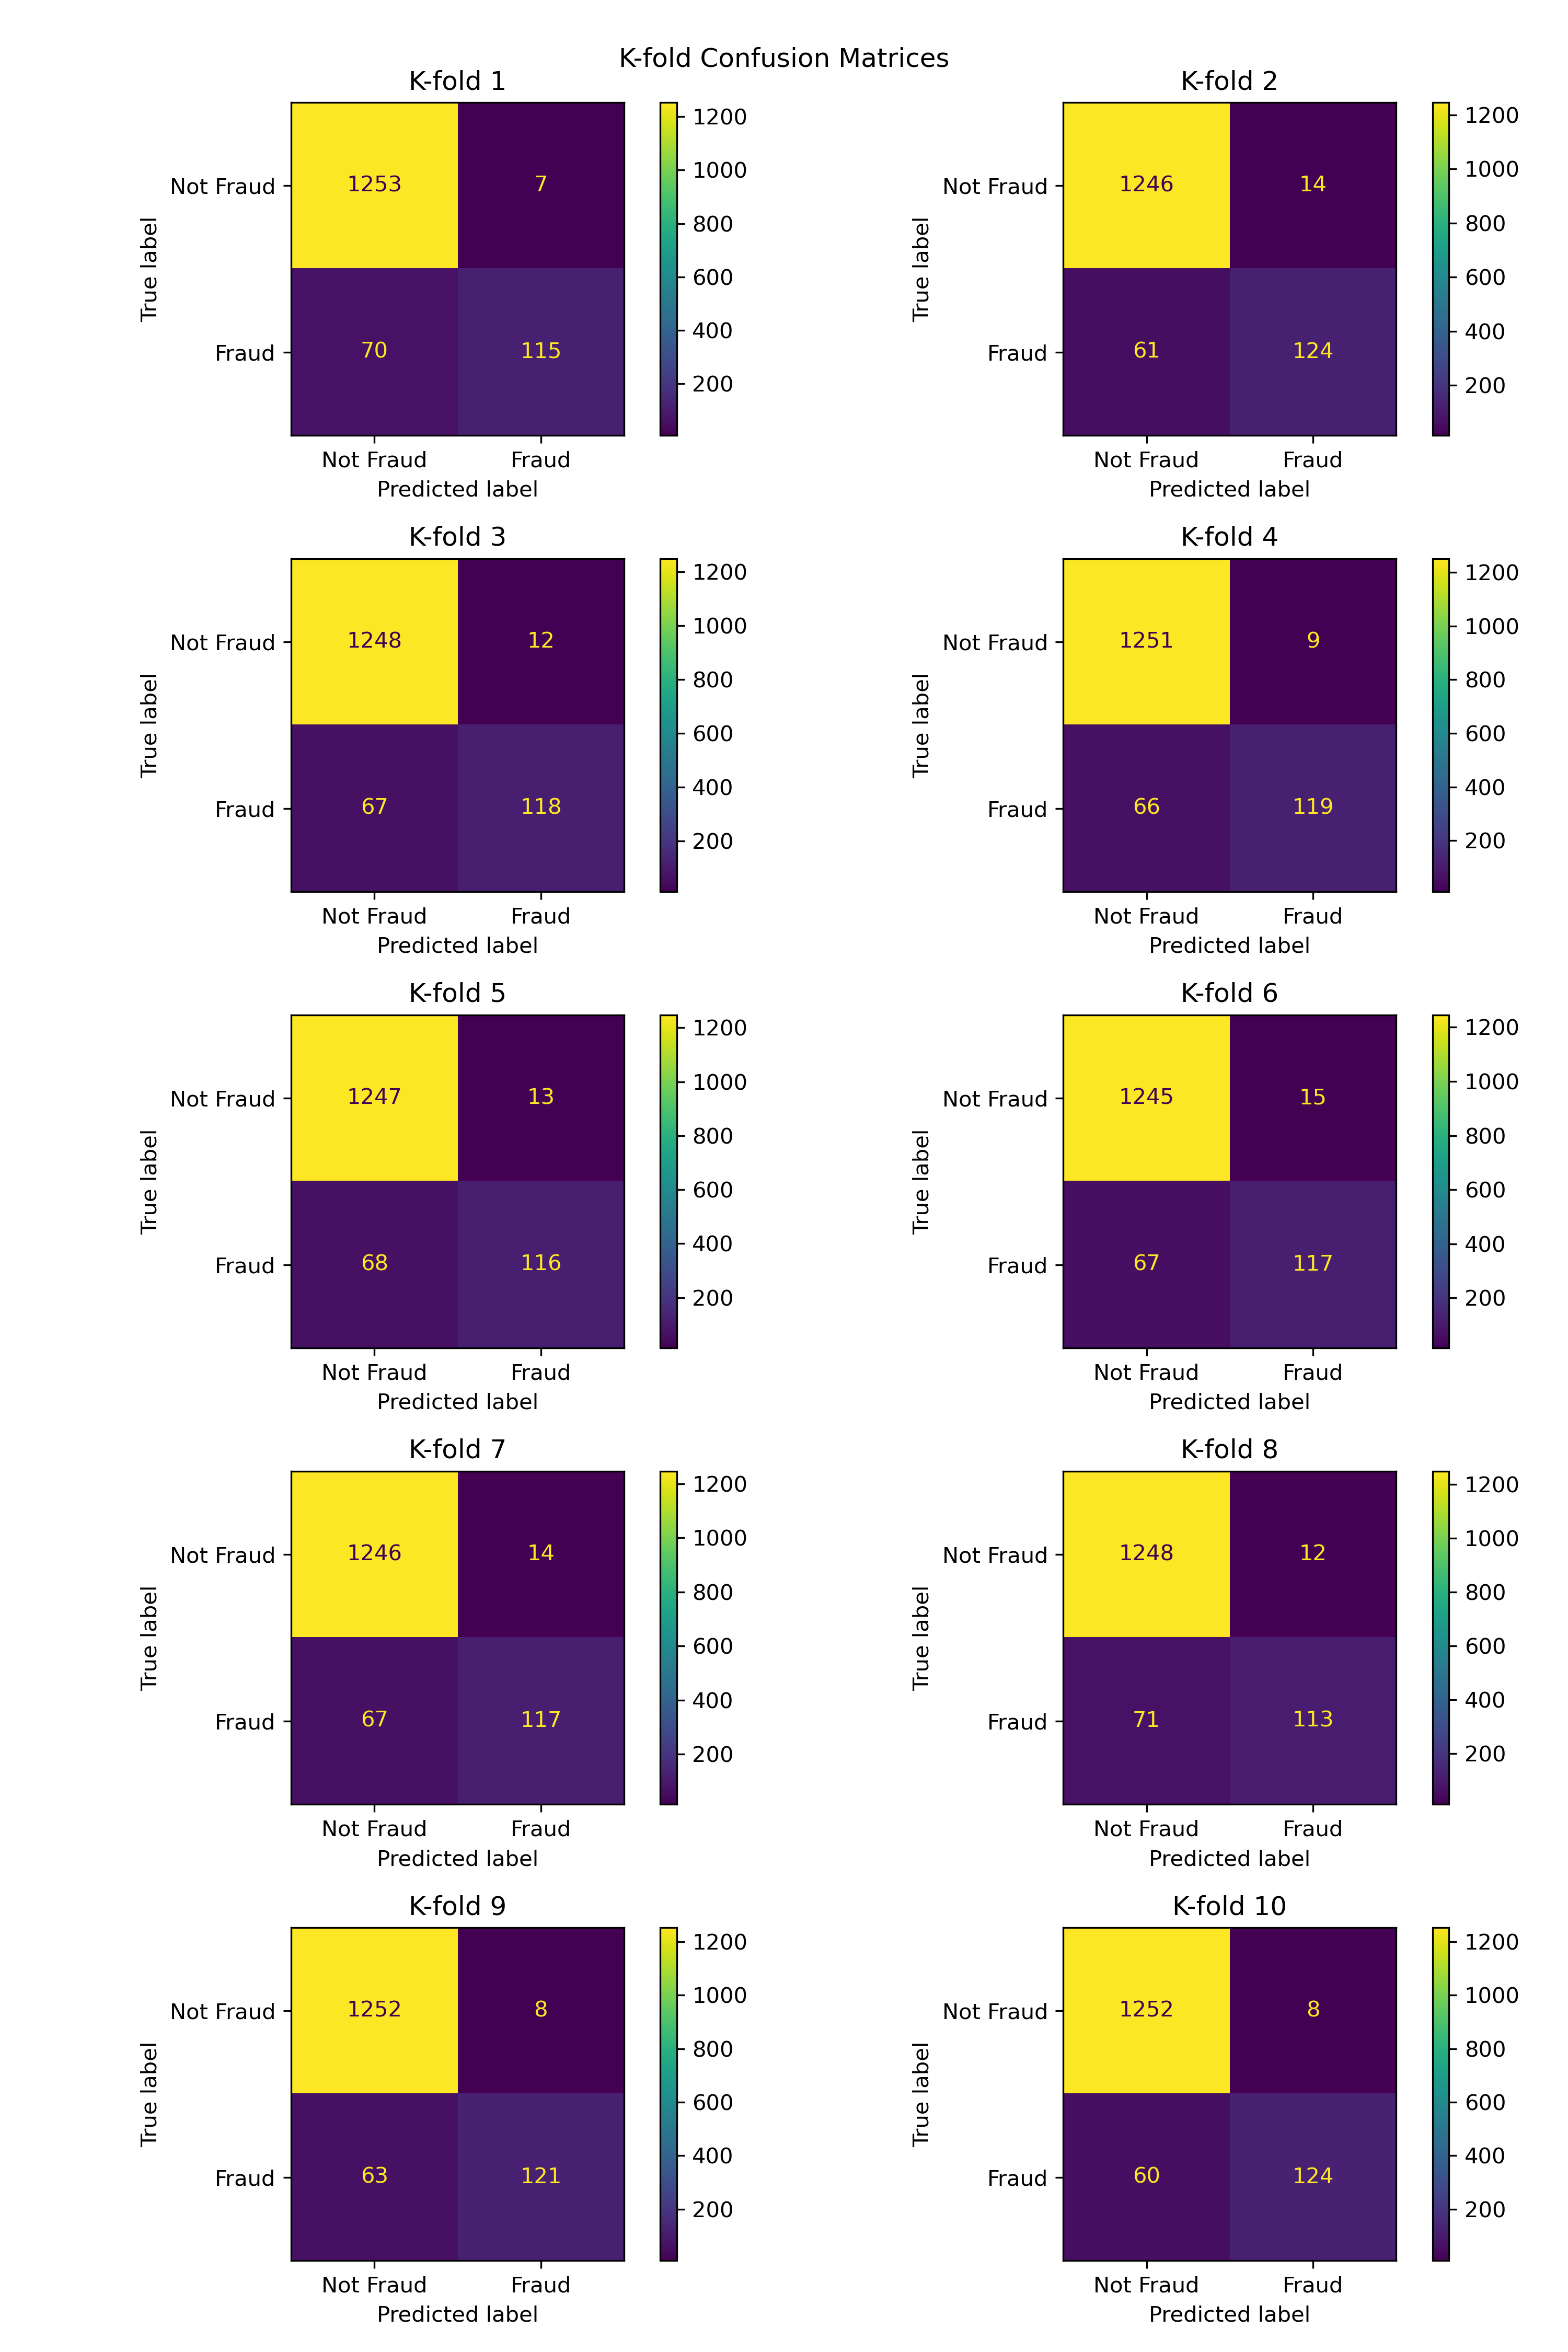 K-fold Confusion Matrices
K-fold 1
1200
1000
800
600
400
200
Not Fraud
Fraud
True label
1253 7
70 115
Not Fraud Fraud
Predicted label
K-fold 2
1200
1000
800
600
400
200
Not Fraud
Fraud
True label
1246 14
61 124
Not Fraud Fraud
Predicted label
K-fold 3
1200
1000
800
600
400
200
Not Fraud
Fraud
True label
1248 12
67 118
Not Fraud Fraud
Predicted label
K-fold 4
1200
1000
800
600
400
200
Not Fraud
Fraud
True label
1251 9
66 119
Not Fraud Fraud
Predicted label
K-fold 5
1200
1000
800
600
400
200
Not Fraud
Fraud
True label
1247 13
68 116
Not Fraud Fraud
Predicted label
K-fold 6
1200
1000
800
600
400
200
Not Fraud
Fraud
True label
1245 15
67 117
Not Fraud Fraud
Predicted label
K-fold 7
1200
1000
800
600
400
200
Not Fraud
Fraud
True label
1246 14
67 117
Not Fraud Fraud
Predicted label
K-fold 8
1200
1000
800
600
400
200
Not Fraud
Fraud
True label
1248 12
71 113
Not Fraud Fraud
Predicted label
K-fold 9
1200
1000
800
600
400
200
Not Fraud
Fraud
True label
1252 8
63 121
Not Fraud Fraud
Predicted label
K-fold 10
1200
1000
800
600
400
200
Not Fraud
Fraud
True label
1252 8
60 124
Not Fraud Fraud
Predicted label